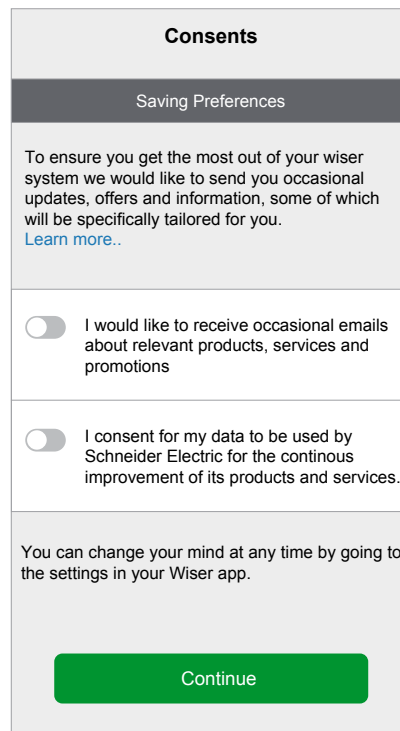 Consents
Saving Preferences
To ensure you get the most out of your wiser
system we would like to send you occasional
updates, offers and information, some of which
will be specifically tailored for you.
Learn more..
I would like to receive occasional emails
about relevant products, services and
promotions
I consent for my data to be used by
Schneider Electric for the continous
improvement of its products and services.
You can change your mind at any time by going to
the settings in your Wiser app.
Continue